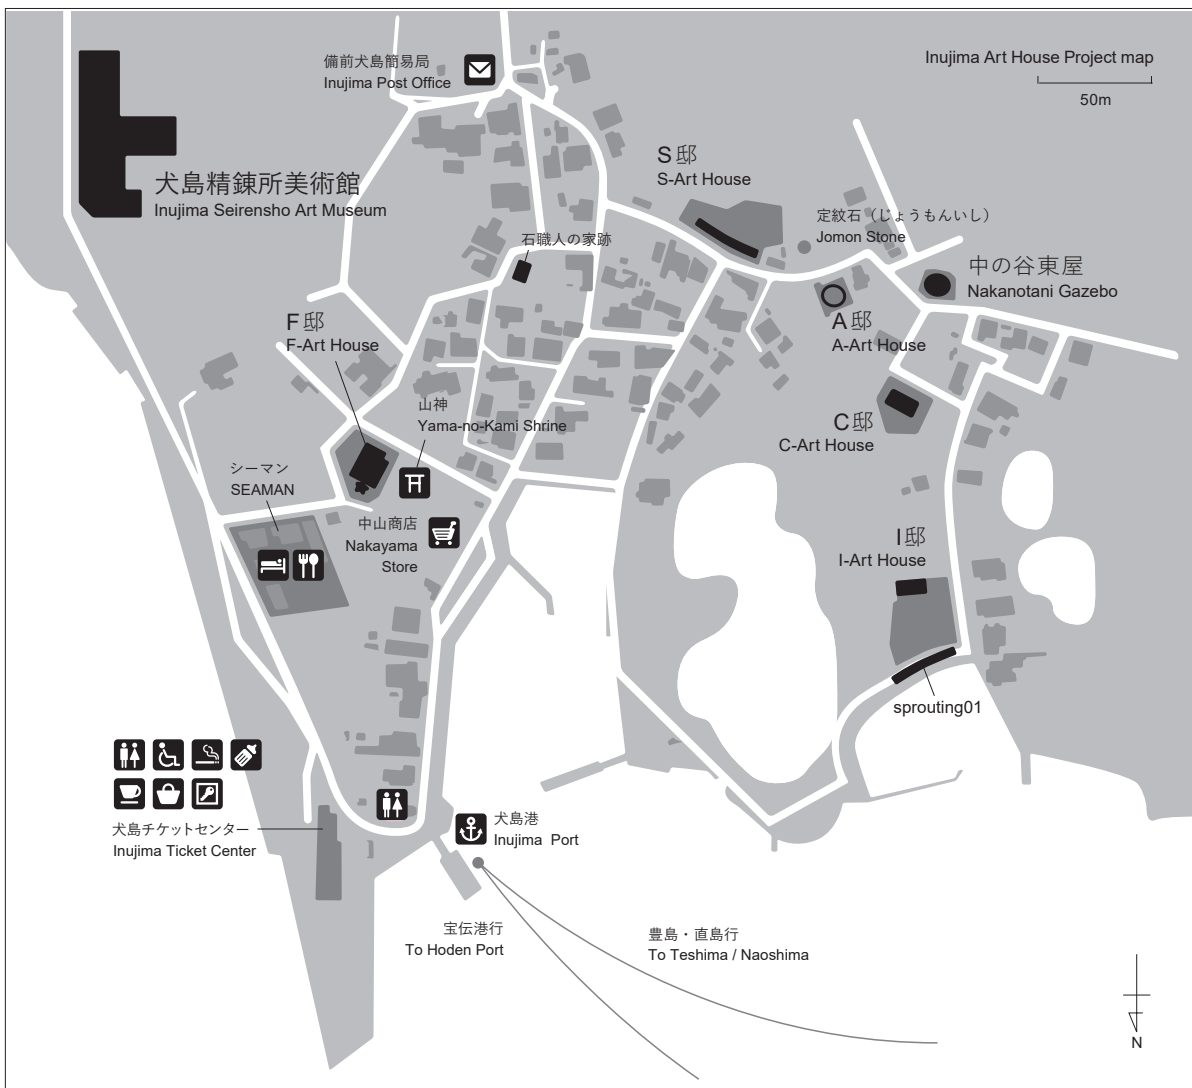 備前犬島簡易局
Inujima Post Office
Inujima Art House Project map
50m
犬島精錬所美術館
Inujima Seirensho Art Museum
S邸
S-Art House
定紋石（じょうもんいし）
Jomon Stone
石職人の家跡
中の谷東屋
Nakanotani Gazebo
F邸
F-Art House
A邸
A-Art House
山神
Yama-no-Kami Shrine
C邸
C-Art House
シーマン
SEAMAN
中山商店
Nakayama
Store
I邸
I-Art House
sprouting01
犬島チケットセンター
Inujima Ticket Center
犬島港
Inujima Port
宝伝港行
To Hoden Port
豊島・直島行
To Teshima / Naoshima
N